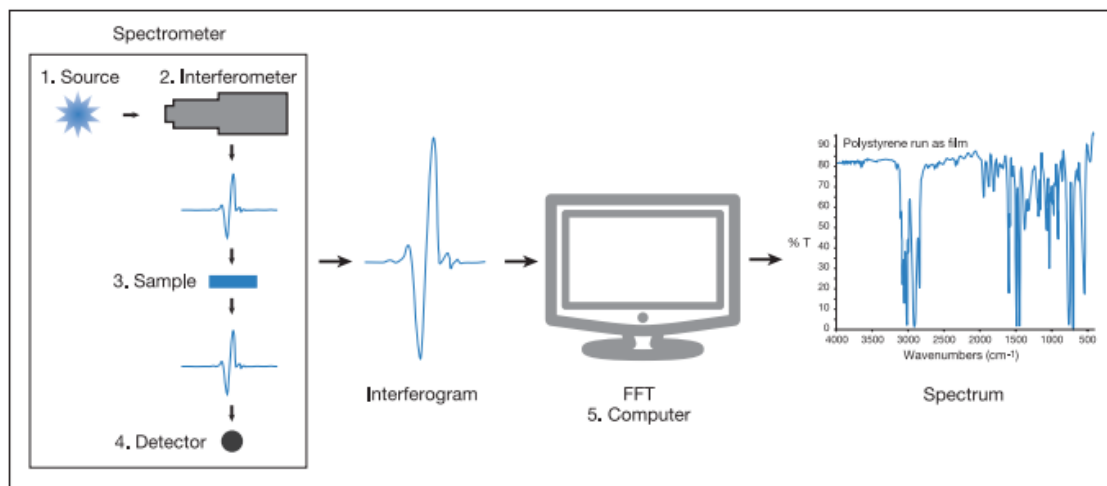 Spectrometer
1. Source
2. Interferometer
3. Sample
4. Detector
Interferogram
FFT
5. Computer
Polystyrene run as film
% T
90
80
70
60
50
40
30
20
10
0
4000 3500 3000 2500 2000 1500 1000 500
Wavenumbers (cm-1)
Spectrum